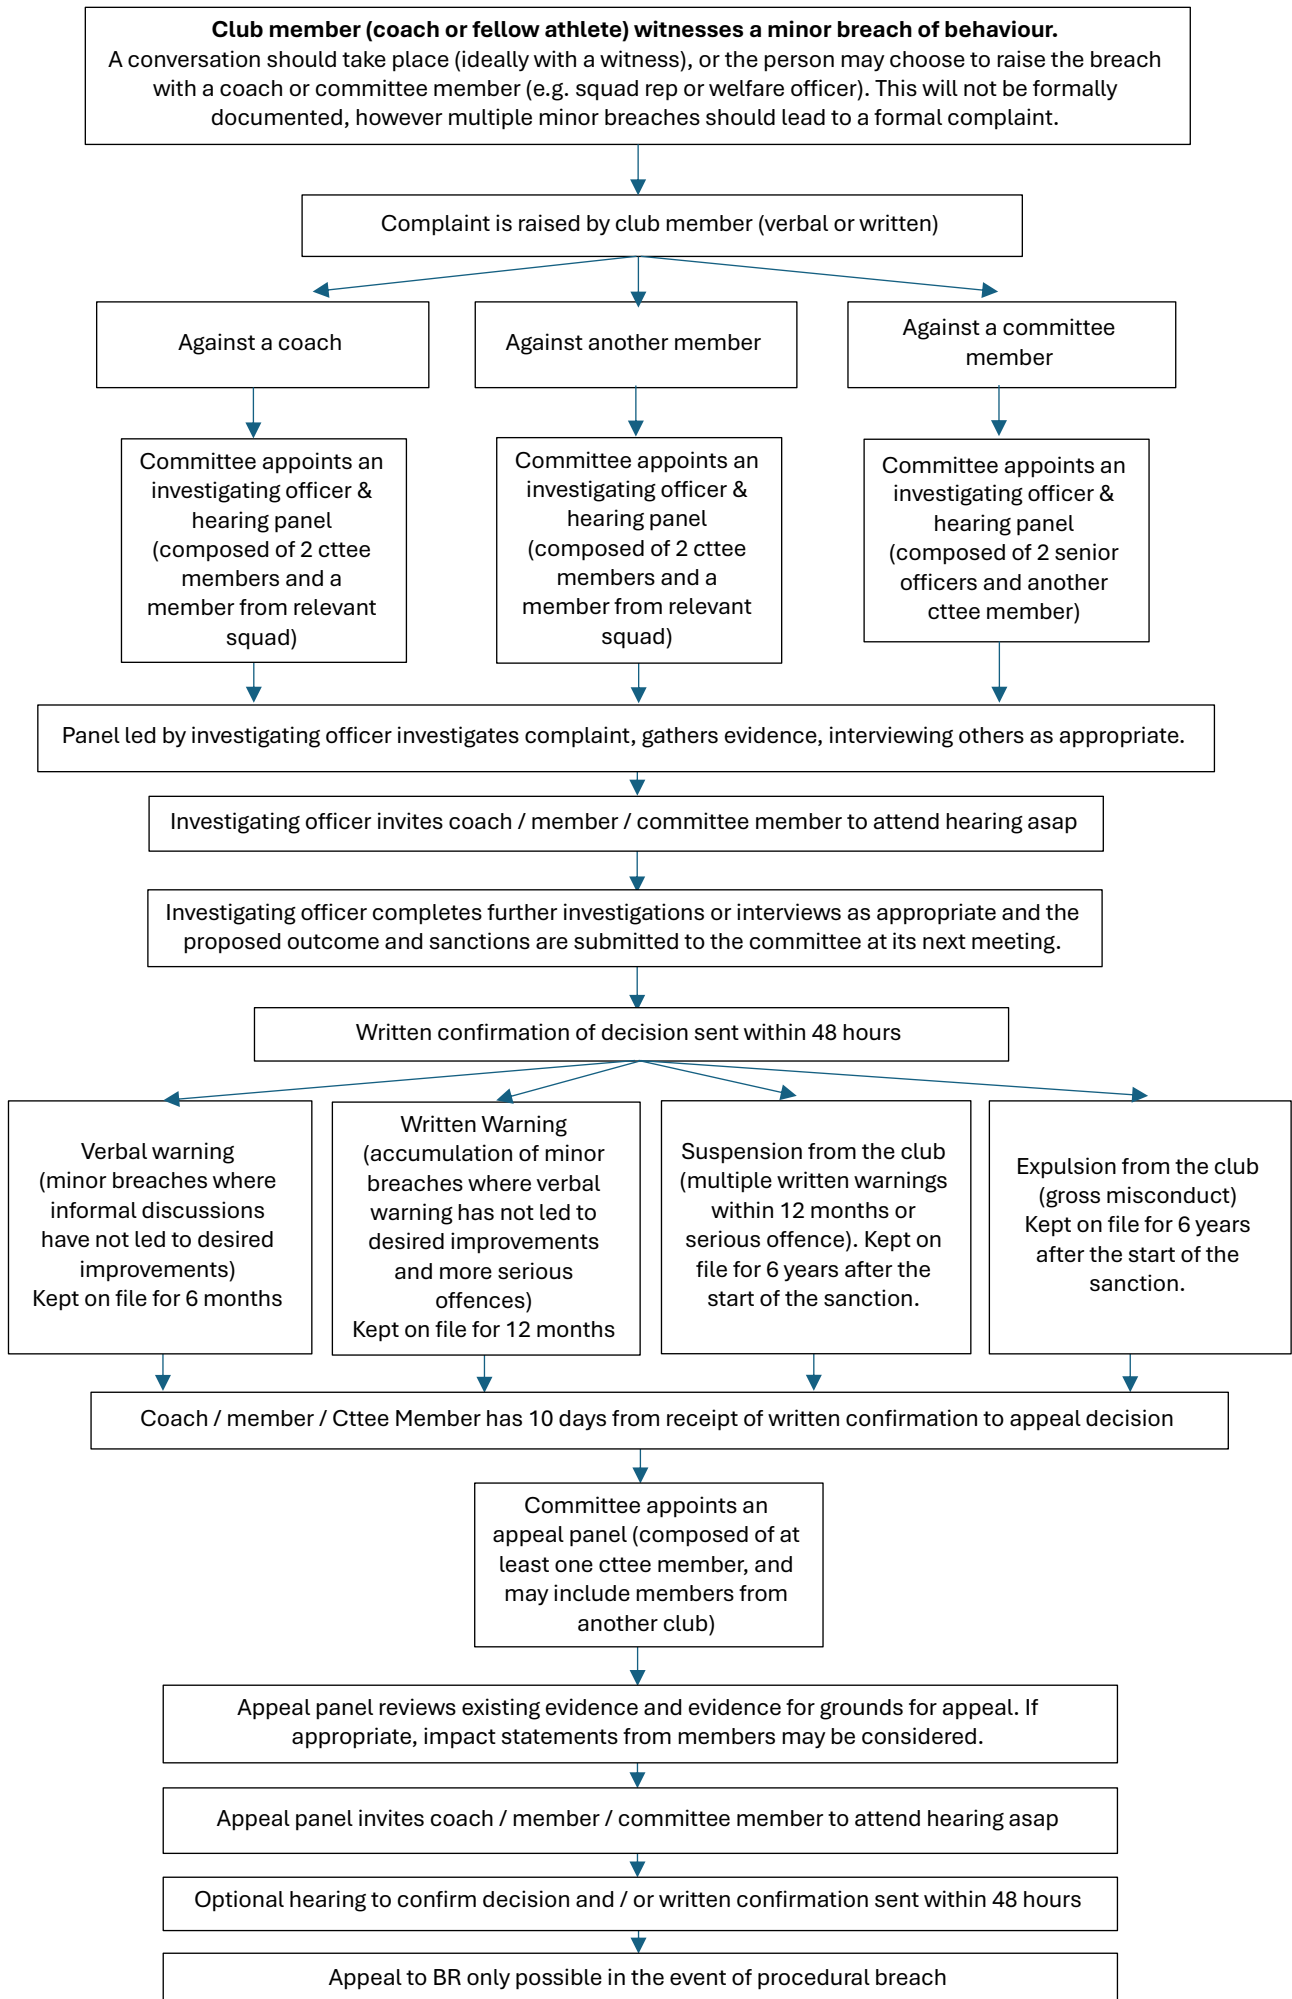 Club member (coach or fellow athlete) witnesses a minor breach of behaviour.
A conversation should take place (ideally with a witness), or the person may choose to raise the breach
with a coach or committee member (e.g. squad rep or welfare officer). This will not be formally
documented, however multiple minor breaches should lead to a formal complaint.
Complaint is raised by club member (verbal or written)
Against a coach
Against another member
Against a committee
member
Committee appoints an
investigating officer &
hearing panel
(composed of 2 cttee
members and a
member from relevant
squad)
Committee appoints an
investigating officer &
hearing panel
(composed of 2 cttee
members and a
member from relevant
squad)
Committee appoints an
investigating officer &
hearing panel
(composed of 2 senior
officers and another
cttee member)
Panel led by investigating officer investigates complaint, gathers evidence, interviewing others as appropriate.
Investigating officer invites coach / member / committee member to attend hearing asap
Investigating officer completes further investigations or interviews as appropriate and the
proposed outcome and sanctions are submitted to the committee at its next meeting.
Written confirmation of decision sent within 48 hours
Verbal warning
(minor breaches where
informal discussions
have not led to desired
improvements)
Kept on file for 6 months
Written Warning
(accumulation of minor
breaches where verbal
warning has not led to
desired improvements
and more serious
offences)
Kept on file for 12 months
Suspension from the club
(multiple written warnings
within 12 months or
serious offence). Kept on
file for 6 years after the
start of the sanction.
Expulsion from the club
(gross misconduct)
Kept on file for 6 years
after the start of the
sanction.
Coach / member / Cttee Member has 10 days from receipt of written confirmation to appeal decision
Committee appoints an
appeal panel (composed of at
least one cttee member, and
may include members from
another club)
Appeal panel reviews existing evidence and evidence for grounds for appeal. If
appropriate, impact statements from members may be considered.
Appeal panel invites coach / member / committee member to attend hearing asap
Optional hearing to confirm decision and / or written confirmation sent within 48 hours
Appeal to BR only possible in the event of procedural breach